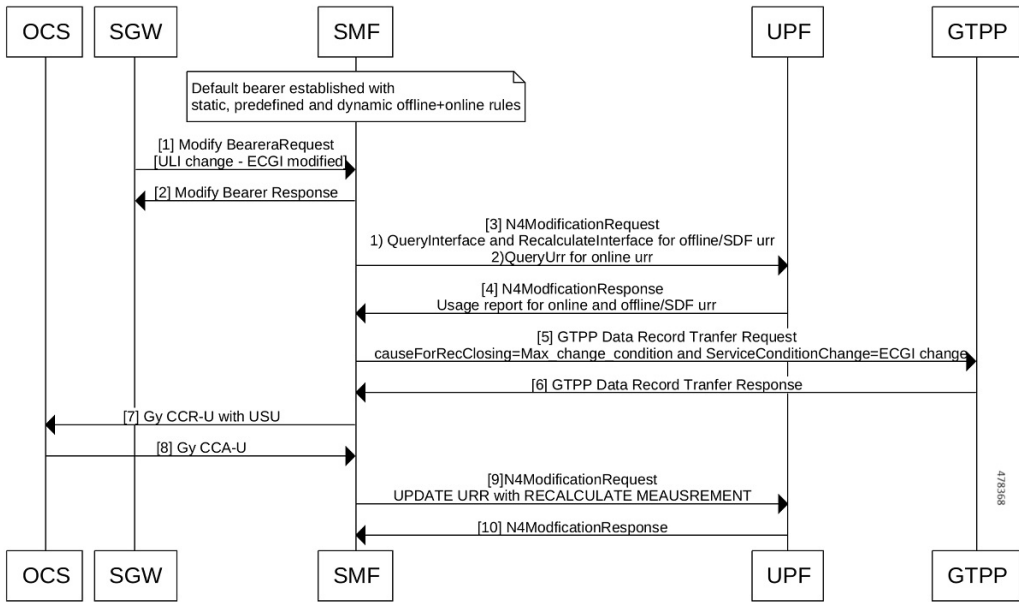 OCS SGW SMF UPF GTPP
Default bearer established with
static, predefined and dynamic offline+online rules
[1] Modify BeareraRequest
[ULI change - ECGI modified]
[2] Modify Bearer Response
[3] N4ModificationRequest
1) QueryInterface and RecalculateInterface for offline/SDF urr
2)QueryUrr for online urr
[4] N4ModficationResponse
Usage report for online and offline/SDF urr
[5] GTPP Data Record Tranfer Request
causeForRecClosing=Max_change_condition and ServiceConditionChange=ECGI change
[6] GTPP Data Record Tranfer Response
[7] Gy CCR-U with USU
[8] Gy CCA-U
[9]N4ModificationRequest
UPDATE URR with RECALCULATE MEAUSREMENT
[10] N4ModficationResponse
478368
OCS SGW SMF UPF GTPP